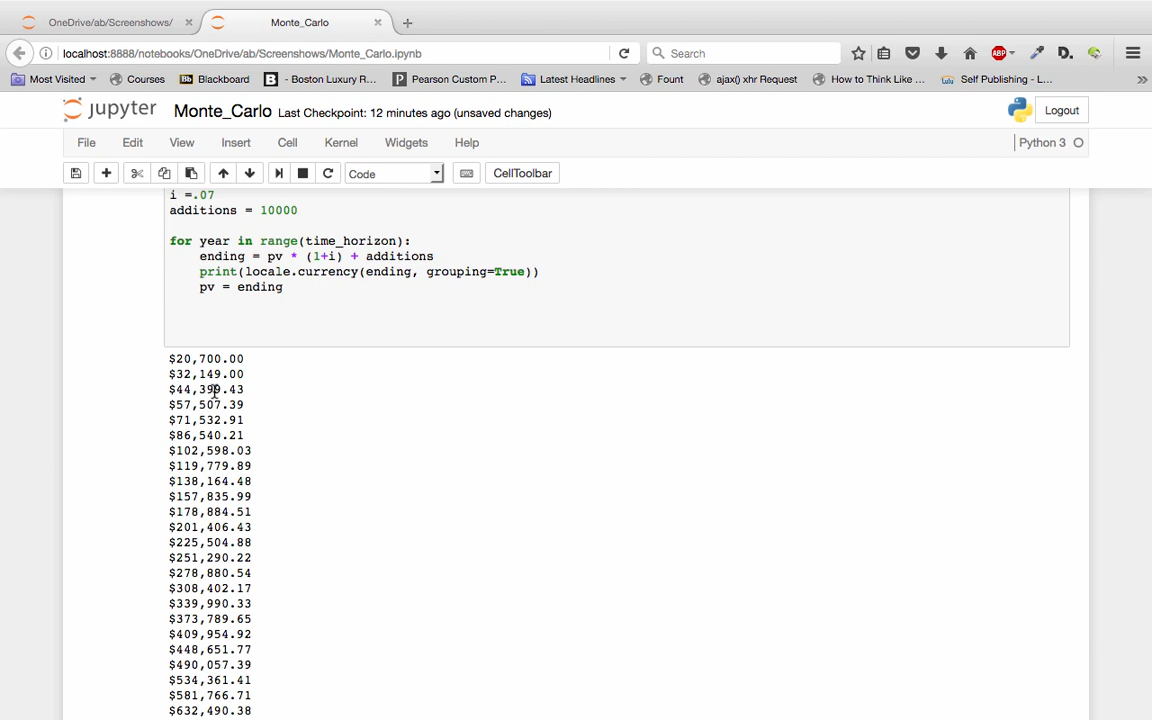 OneDrive/ab/Screenshows/
Monte_Carlo
localhost:8888/notebooks/OneDrive/ab/Screenshows/Monte_Carlo.ipynb
Search
ABP
D.
Most Visited
Courses
Bb Blackboard
B - Boston Luxury R...
P Pearson Custom P...
Latest Headlines
Fount
ajax() xhr Request
How to Think Like ...
Lulu Self Publishing - L...
jupyter Monte_Carlo Last Checkpoint: 12 minutes ago (unsaved changes)
Logout
File Edit View Insert Cell Kernel Widgets Help
Python 3
Code
CellToolbar
i =.07
additions = 10000
for year in range(time_horizon):
    ending = pv * (1+i) + additions
    print(locale.currency(ending, grouping=True))
    pv = ending
$20,700.00
$32,149.00
$44,399.43
$57,507.39
$71,532.91
$86,540.21
$102,598.03
$119,779.89
$138,164.48
$157,835.99
$178,884.51
$201,406.43
$225,504.88
$251,290.22
$278,880.54
$308,402.17
$339,990.33
$373,789.65
$409,954.92
$448,651.77
$490,057.39
$534,361.41
$581,766.71
$632,490.38